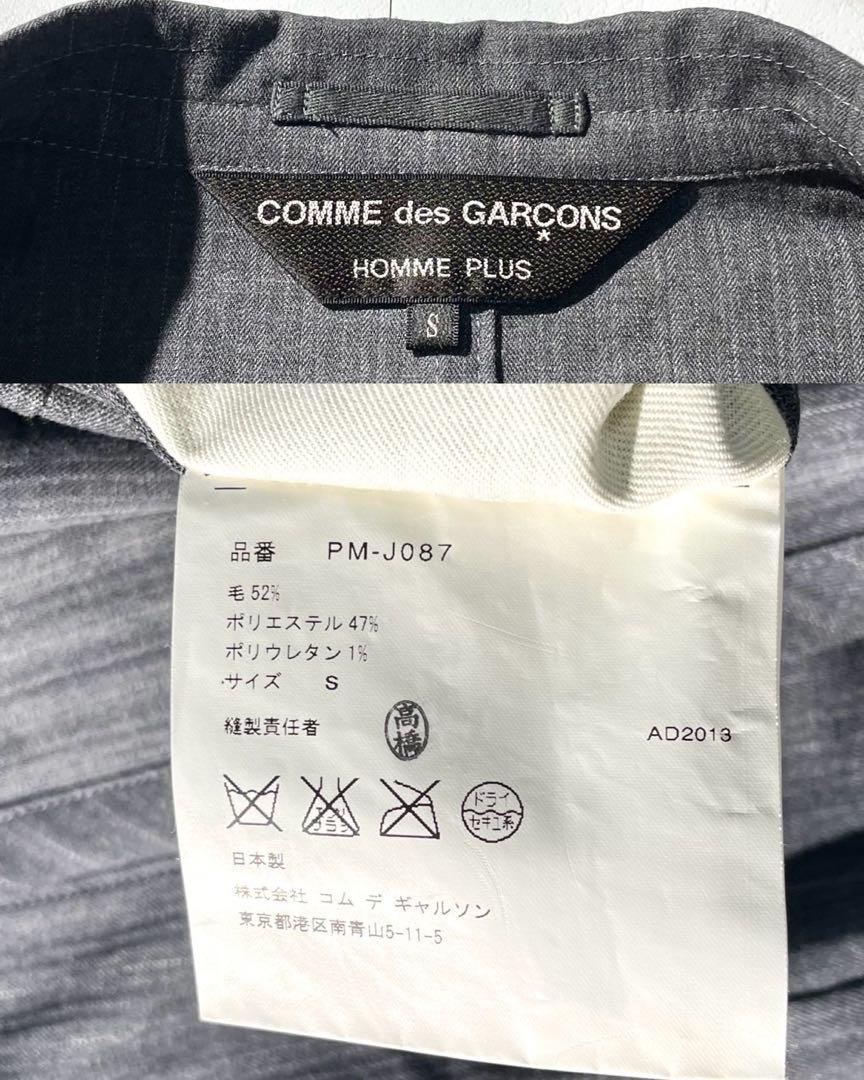 COMME des GARÇONS
*
HOMME PLUS
S
品番 PM-J087
毛 52%
ポリエステル 47%
ポリウレタン 1%
サイズ S
縫製責任者 高橋 AD2013
ドライ
セキユ系
日本製
株式会社 コム デ ギャルソン
東京都港区南青山5-11-5